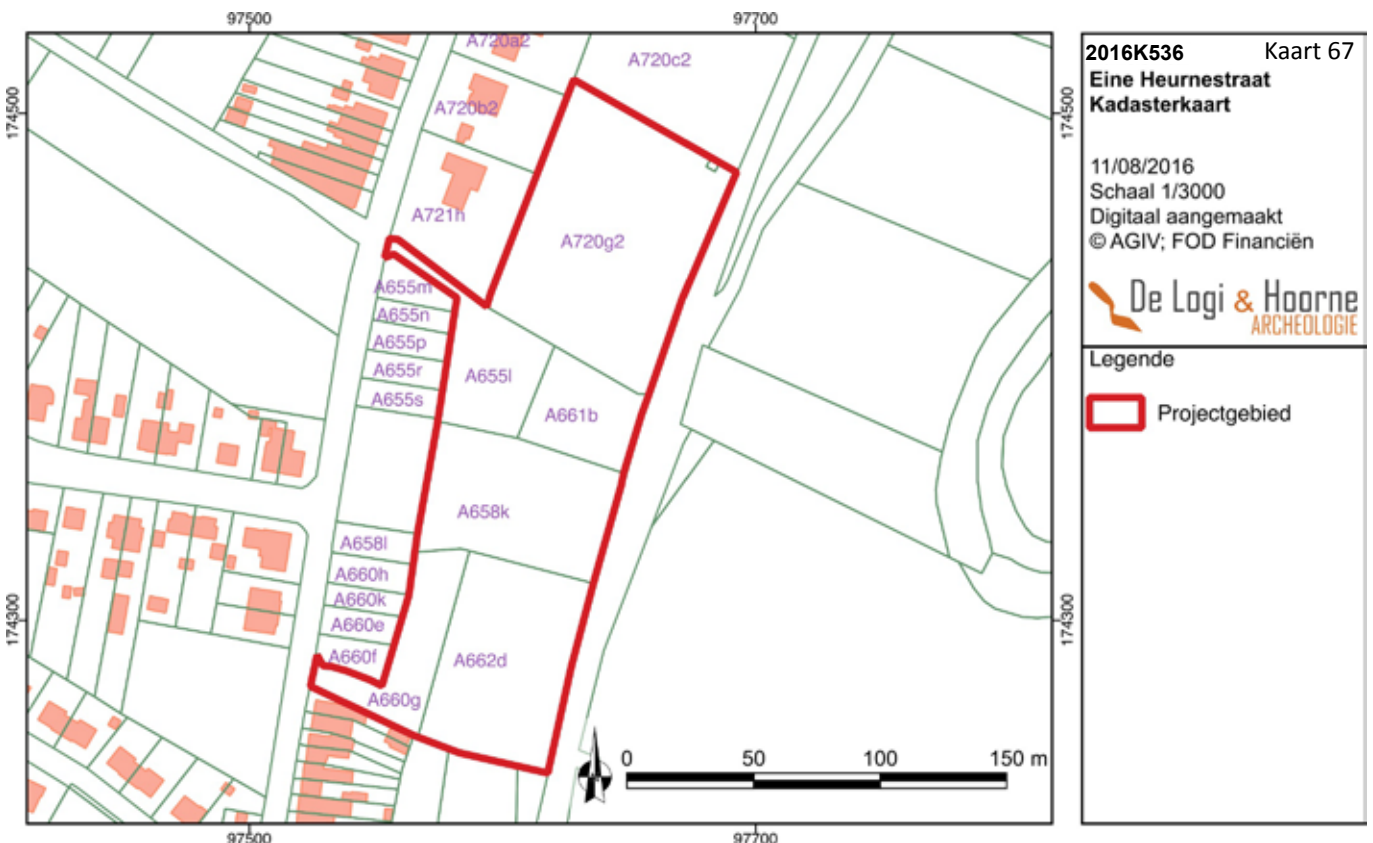 97500
97700
174500
174500
174300
174300
97500
97700
A720a2
A720c2
A720b2
A721h
A720g2
A655m
A655n
A655p
A655r
A655s
A655l
A661b
A658k
A658l
A660h
A660k
A660e
A660f
A660g
A662d
0
50
100
150 m
2016K536
Kaart 67
Eine Heurnestraat
Kadasterkaart
11/08/2016
Schaal 1/3000
Digitaal aangemaakt
© AGIV; FOD Financiën
De Logi & Hoorne
ARCHEOLOGIE
Legende
Projectgebied